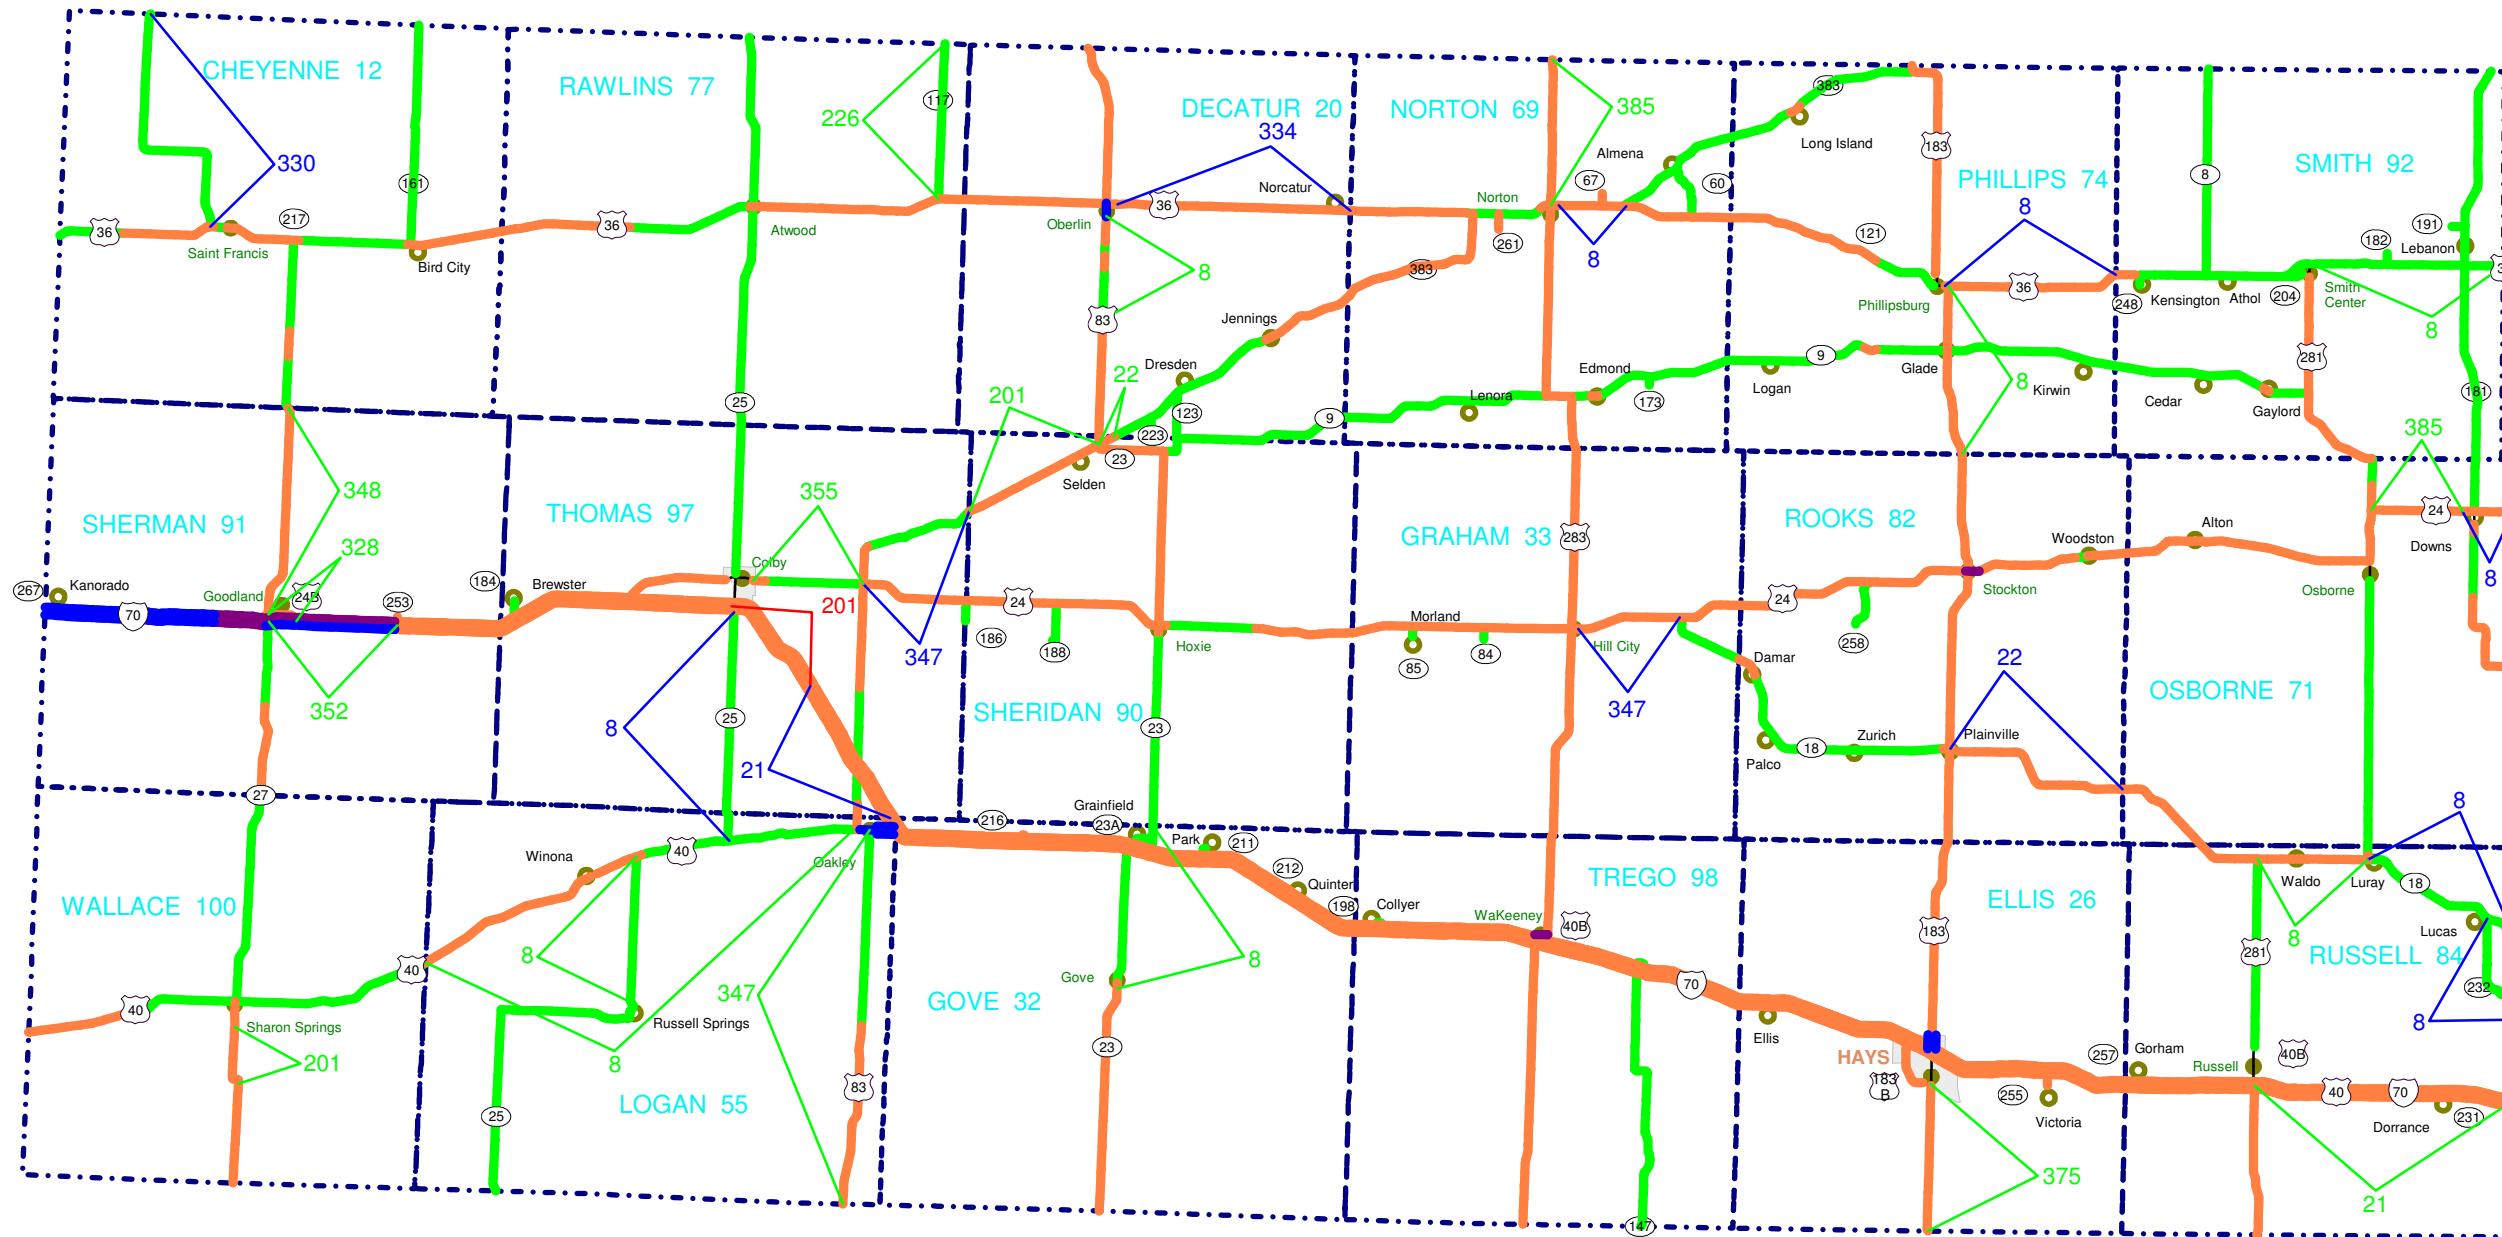 CHEYENNE 12
RAWLINS 77
DECATUR 20
NORTON 69
PHILLIPS 74
SMITH 92
330
226
117
334
385
383
Long Island
183
8
161
Almena
Norcatur
67
60
8
36
217
Saint Francis
Bird City
36
Atwood
Oberlin
36
Norton
261
8
121
191
182
Lebanon
383
8
83
Phillipsburg
36
248
Kensington
Athol
204
Smith
Center
8
Jennings
281
Dresden
22
201
25
123
223
23
Selden
9
Lenora
Edmond
173
Logan
9
Glade
8
Kirwin
Cedar
Gaylord
181
385
SHERMAN 91
348
328
THOMAS 97
355
Colby
GRAHAM 33
283
ROOKS 82
Woodston
Alton
24
Downs
8
267
Kanorado
70
Goodland
24B
253
184
Brewster
201
347
186
24
188
Hoxie
Morland
85
84
Hill City
24
Stockton
258
Osborne
352
8
25
21
SHERIDAN 90
23
347
Damar
Palco
18
Zurich
Plainville
22
OSBORNE 71
27
WALLACE 100
Winona
40
Oakley
216
Grainfield
23A
Park
211
212
Quinter
198
Collyer
WaKeeney
40B
TREGO 98
ELLIS 26
183
Waldo
Luray
18
8
8
Lucas
RUSSELL 84
281
232
8
40
40
Sharon Springs
201
8
Russell Springs
8
347
LOGAN 55
25
83
GOVE 32
Gove
8
23
70
Ellis
HAYS
183
B
255
Victoria
257
Gorham
Russell
40B
40
70
Dorrance
231
375
21
147